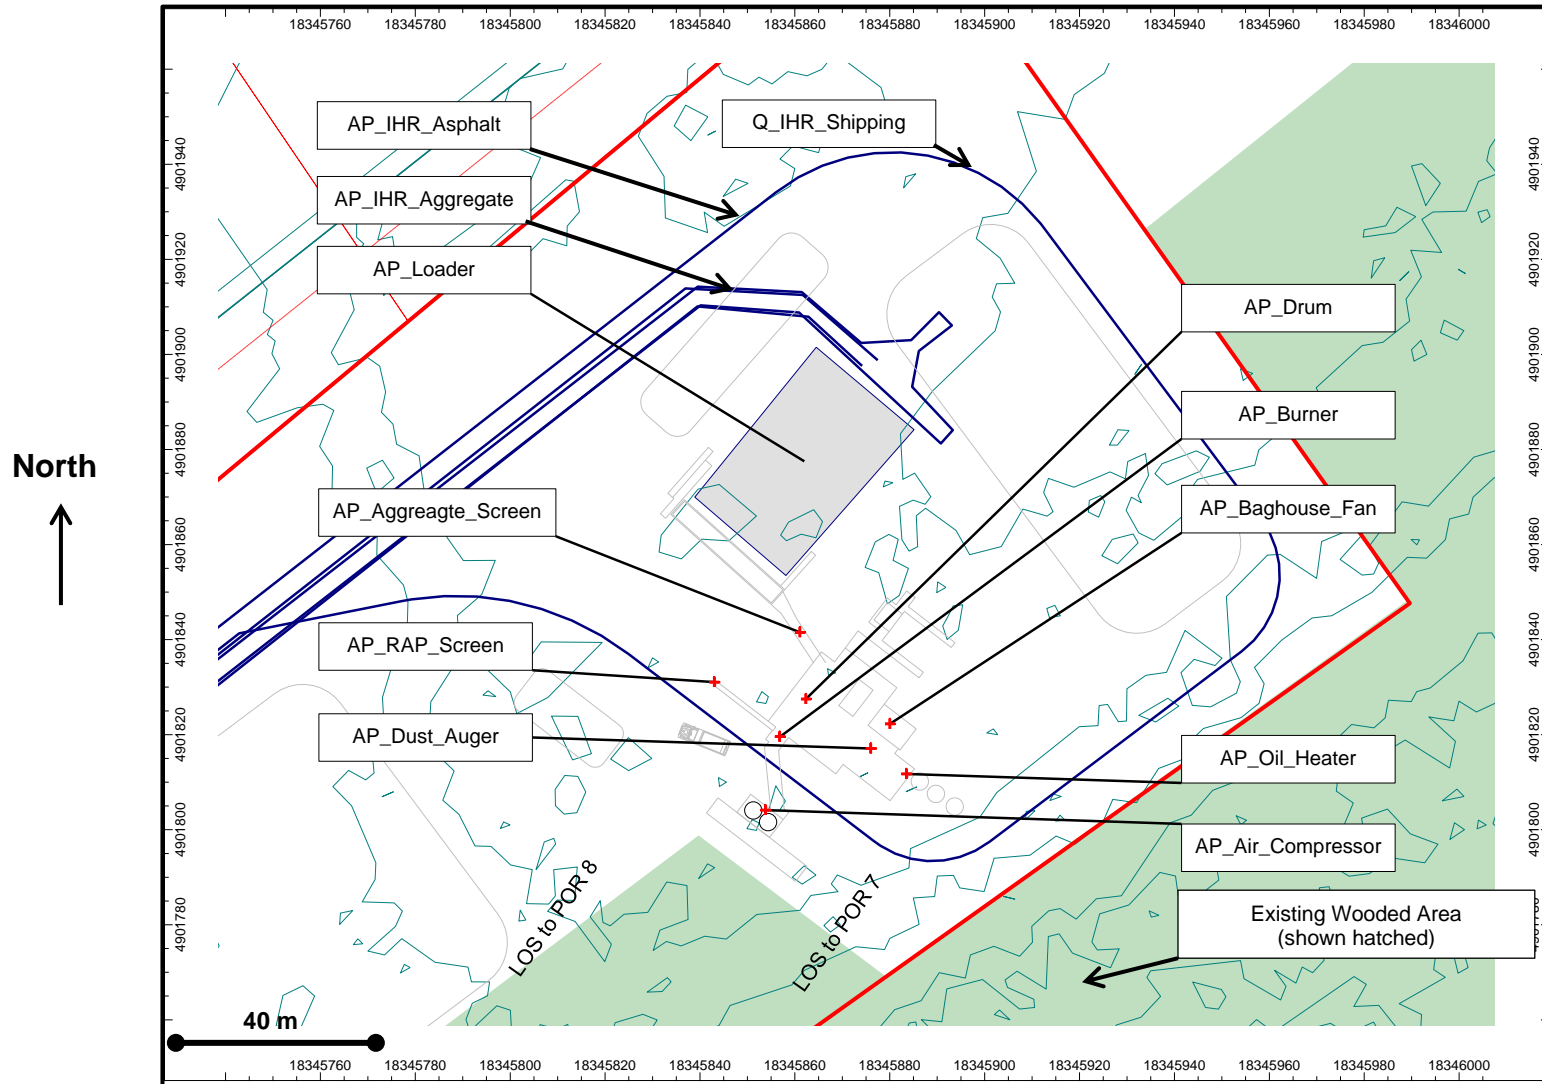 18345760 18345780 18345800 18345820 18345840 18345860 18345880 18345900 18345920 18345940 18345960 18345980 18346000
AP_IHR_Asphalt
Q_IHR_Shipping
AP_IHR_Aggregate
AP_Loader
AP_Drum
AP_Burner
North
AP_Aggreagte_Screen
AP_Baghouse_Fan
AP_RAP_Screen
AP_Dust_Auger
AP_Oil_Heater
AP_Air_Compressor
LOS to POR 8
LOS to POR 7
Existing Wooded Area
(shown hatched)
40 m
4901940
4901920
4901900
4901880
4901860
4901840
4901820
4901800
4901780
4901940
4901920
4901900
4901880
4901860
4901840
4901820
4901800
18345760 18345780 18345800 18345820 18345840 18345860 18345880 18345900 18345920 18345940 18345960 18345980 18346000